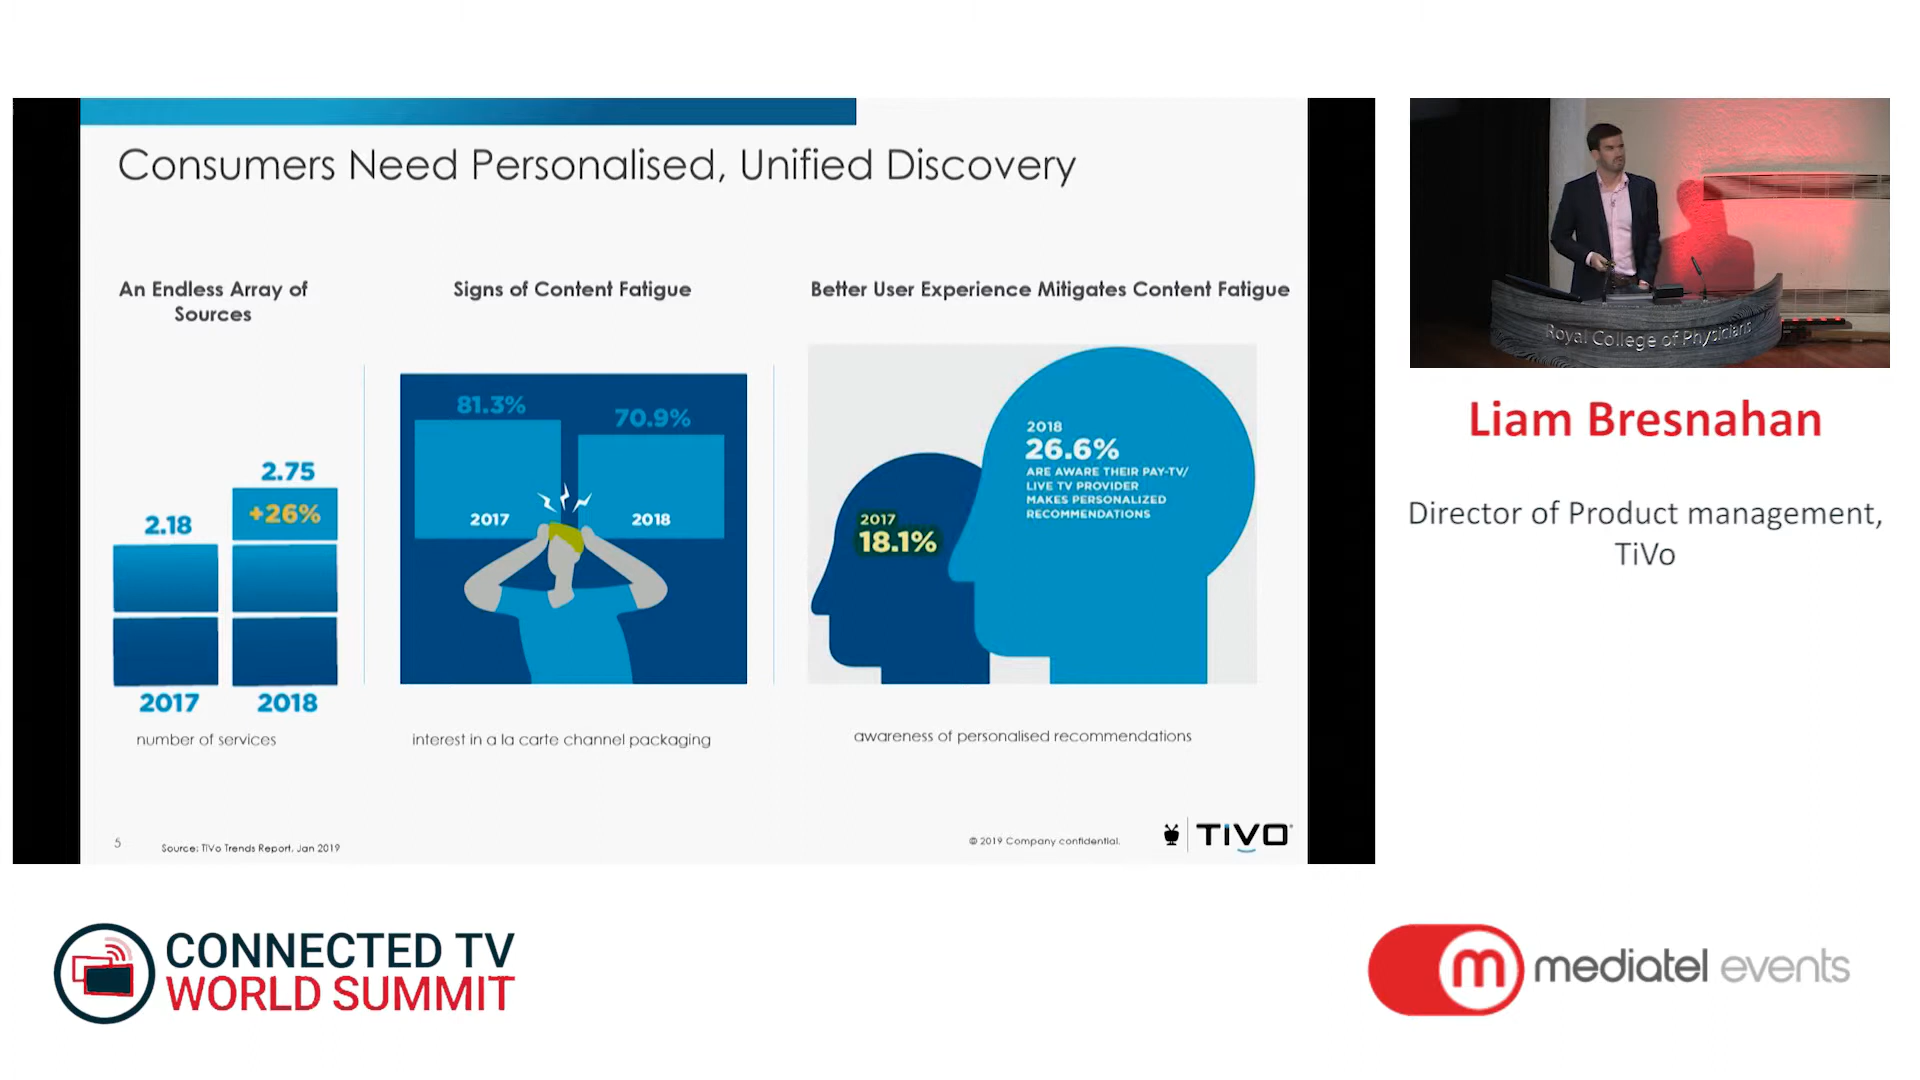 Consumers Need Personalised, Unified Discovery
An Endless Array of
Sources
2.75
+26%
2.18
2017
2018
number of services
Signs of Content Fatigue
81.3%
70.9%
2017
2018
interest in a la carte channel packaging
Better User Experience Mitigates Content Fatigue
2018
26.6%
ARE AWARE THEIR PAY-TV/
LIVE TV PROVIDER
MAKES PERSONALIZED
RECOMMENDATIONS
2017
18.1%
awareness of personalised recommendations
5
Source: TiVo Trends Report, Jan 2019
© 2019 Company confidential.
TIVO
Royal College of Physicians
Liam Bresnahan
Director of Product management,
TiVo
CONNECTED TV
WORLD SUMMIT
m mediatel events